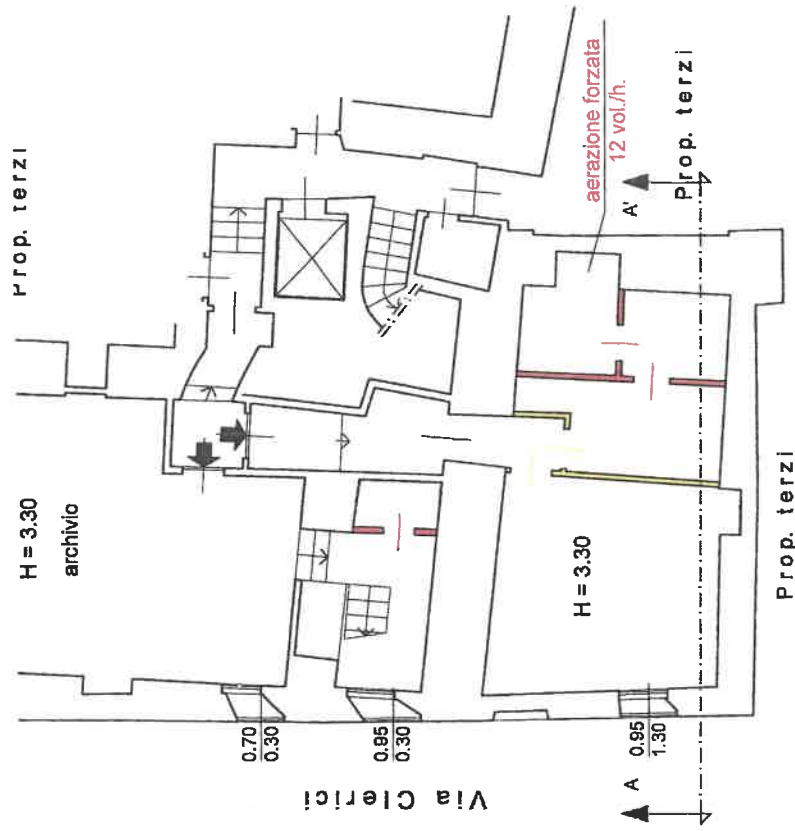 Prop. terzi
H = 3.30
archivio
aerazione forzata
12 vol./h.
A'
Prop. terzi
H = 3.30
0.70
0.30
0.95
0.30
0.95
1.30
Via Clerici
A
Prop. terzi